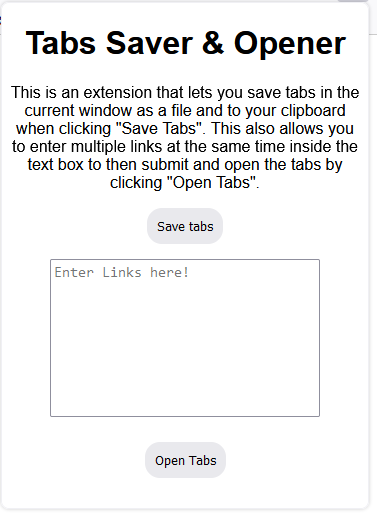 Tabs Saver & Opener
This is an extension that lets you save tabs in the
current window as a file and to your clipboard
when clicking "Save Tabs". This also allows you
to enter multiple links at the same time inside the
text box to then submit and open the tabs by
clicking "Open Tabs".
Save tabs
Enter Links here!
Open Tabs